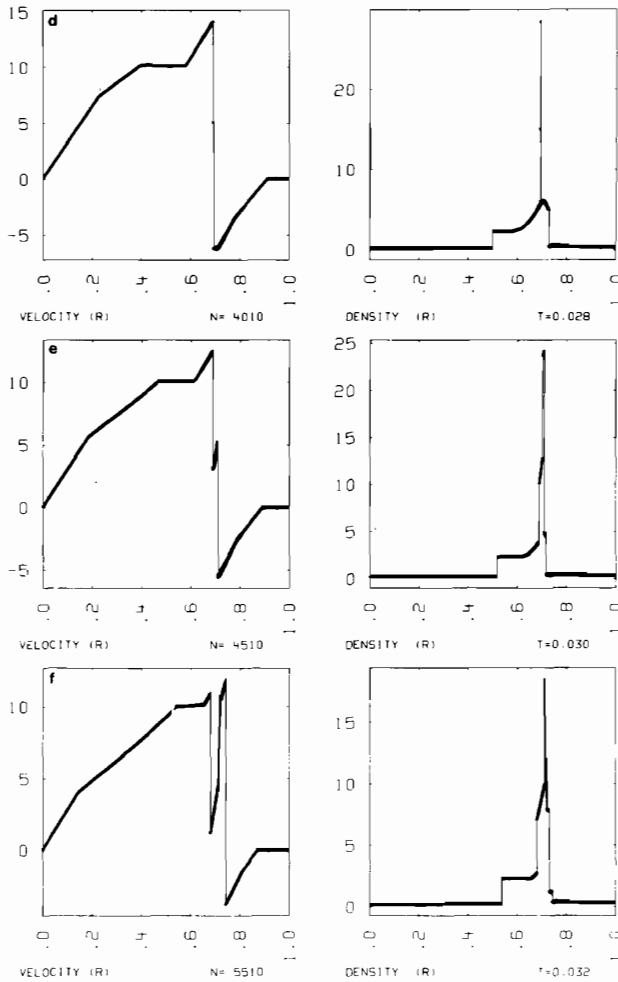 d
15
10
5
0
-5
.0 .2 .4 .6 .8 1.0
VELOCITY (R) N= 4010
20
10
0
.0 .2 .4 .6 .8 1.0
DENSITY (R) T=0.028
e
10
5
0
-5
.0 .2 .4 .6 .8 1.0
VELOCITY (R) N= 4510
25
20
15
10
5
0
.0 .2 .4 .6 .8 1.0
DENSITY (R) T=0.030
f
10
5
0
.0 .2 .4 .6 .8 1.0
VELOCITY (R) N= 5510
15
10
5
0
.0 .2 .4 .6 .8 1.0
DENSITY (R) T=0.032